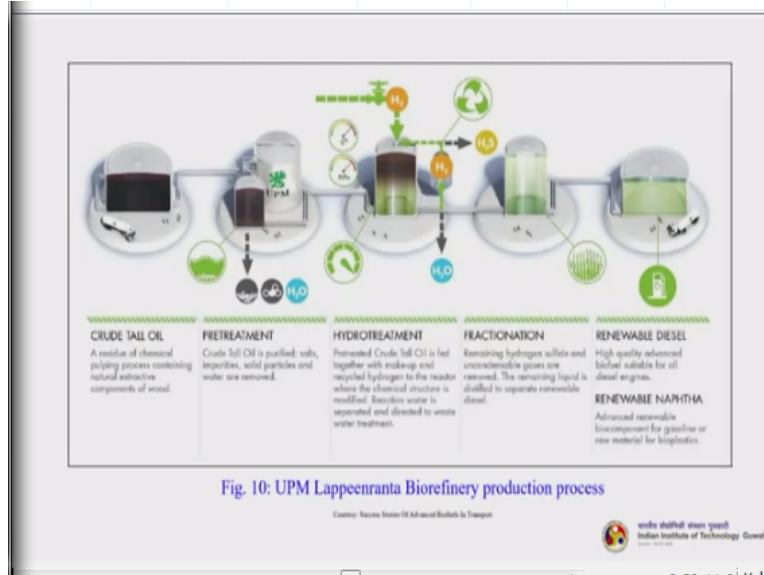 H₂
H₂S
H₂
UPM
H₂O
H₂O
CRUDE TALL OIL
A residue of chemical
pulping process containing
natural extractive
components of wood.
PRETREATMENT
Crude Tall Oil is purified: salts,
impurities, solid particles and
water are removed.
HYDROTREATMENT
Pretreated Crude Tall Oil is fed
together with make-up and
recycled hydrogen to the reactor
where the chemical structure is
modified. Reaction water is
separated and directed to waste
water treatment.
FRACTIONATION
Remaining hydrogen sulfide and
uncondensable gases are
removed. The remaining liquid is
distilled to separate renewable
diesel.
RENEWABLE DIESEL
High quality advanced
biofuel suitable for all
diesel engines.
RENEWABLE NAPHTHA
Advanced renewable
biocomponent for gasoline or
raw material for bioplastics.
Fig. 10: UPM Lappeenranta Biorefinery production process
Courtesy: Success Stories Of Advanced Biofuels In Transport
भारतीय प्रौद्योगिकी संस्थान गुवाहाटी
Indian Institute of Technology Guwa